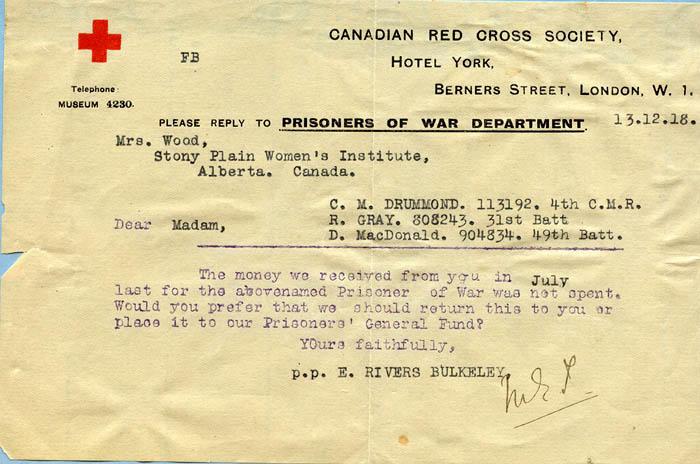 CANADIAN RED CROSS SOCIETY,
FB
HOTEL YORK,
Telephone
MUSEUM 4230.
BERNERS STREET, LONDON, W. 1.
PLEASE REPLY TO PRISONERS OF WAR DEPARTMENT.
13.12.18.
Mrs. Wood,
Stony Plain Women's Institute,
Alberta. Canada.
C. M. DRUMMOND. 113192. 4th C.M.R.
R. GRAY. 808243. 31st Batt
Dear Madam,
D. MacDonald. 904834. 49th Batt.
The money we received from you in July
last for the abovenamed Prisoner of War was not spent.
Would you prefer that we should return this to you or
place it to our Prisoners' General Fund?
YOurs faithfully,
p.p. E. RIVERS BULKELEY